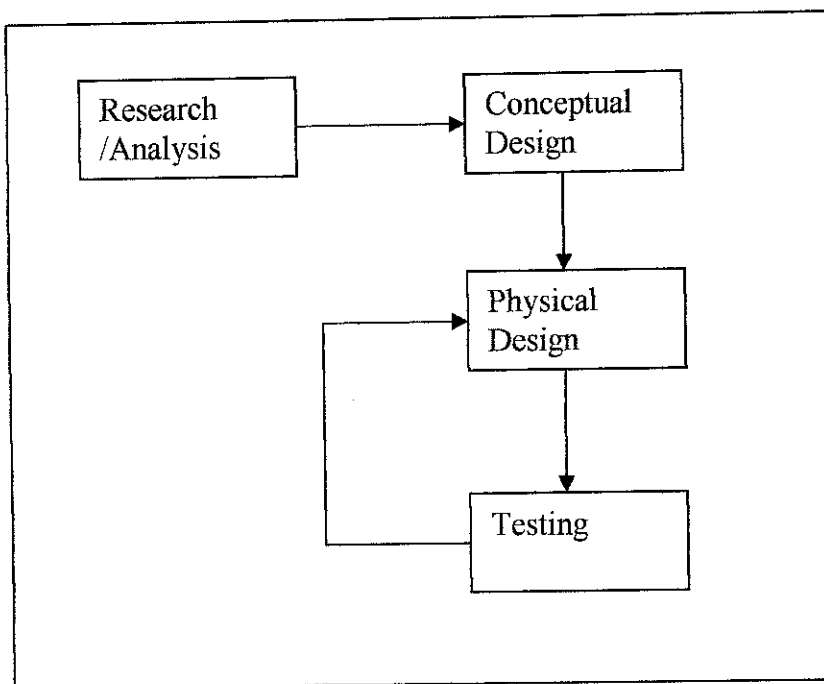 Research
/Analysis
Conceptual
Design
Physical
Design
Testing